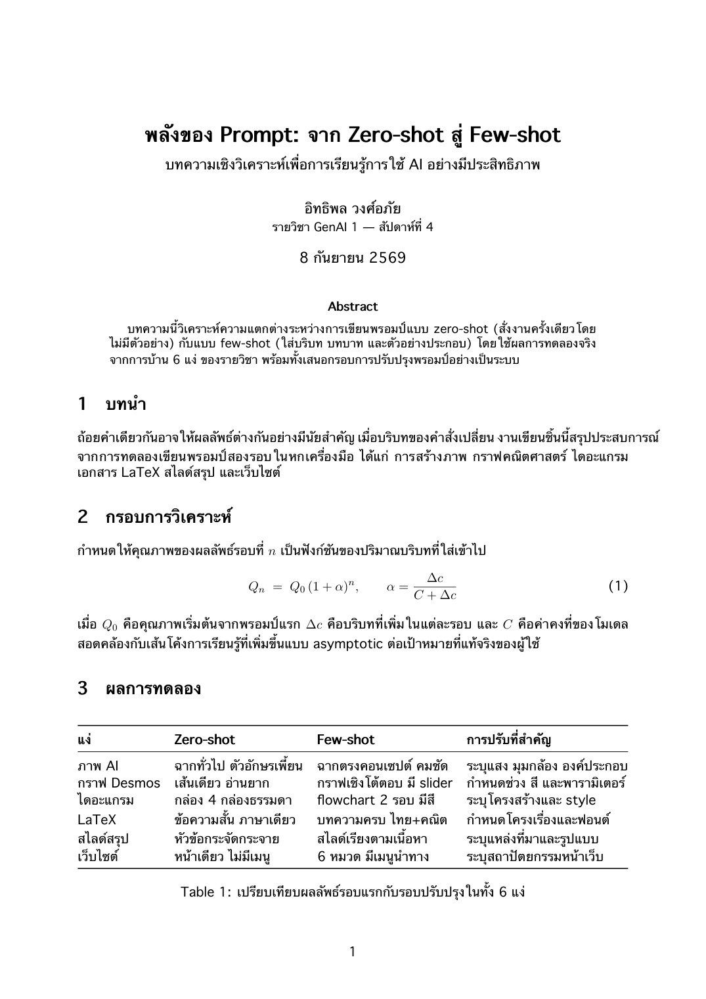 พลังของ Prompt: จาก Zero-shot สู่ Few-shot
บทความเชิงวิเคราะห์เพื่อการเรียนรู้การใช้ AI อย่างมีประสิทธิภาพ
อิทธิพล วงศ์อภัย
รายวิชา GenAI 1 — สัปดาห์ที่ 4
8 กันยายน 2569
Abstract
บทความนี้วิเคราะห์ความแตกต่างระหว่างการเขียนพรอมป์แบบ zero-shot (สั่งงานครั้งเดียวโดย
ไม่มีตัวอย่าง) กับแบบ few-shot (ใส่บริบท บทบาท และตัวอย่างประกอบ) โดยใช้ผลการทดลองจริง
จากการบ้าน 6 แง่ ของรายวิชา พร้อมทั้งเสนอกรอบการปรับปรุงพรอมป์อย่างเป็นระบบ
1 บทนำ
ถ้อยคำเดียวกันอาจให้ผลลัพธ์ต่างกันอย่างมีนัยสำคัญ เมื่อบริบทของคำสั่งเปลี่ยน งานเขียนชิ้นนี้สรุปประสบการณ์
จากการทดลองเขียนพรอมป์สองรอบในหกเครื่องมือ ได้แก่ การสร้างภาพ กราฟคณิตศาสตร์ ไดอะแกรม
เอกสาร LaTeX สไลด์สรุป และเว็บไซต์
2 กรอบการวิเคราะห์
กำหนดให้คุณภาพของผลลัพธ์รอบที่ n เป็นฟังก์ชันของปริมาณบริบทที่ใส่เข้าไป
Qₙ = Q₀ (1 + α)ⁿ, α = Δc / (C + Δc) (1)
เมื่อ Q₀ คือคุณภาพเริ่มต้นจากพรอมป์แรก Δc คือบริบทที่เพิ่มในแต่ละรอบ และ C คือค่าคงที่ของโมเดล
สอดคล้องกับเส้นโค้งการเรียนรู้ที่เพิ่มขึ้นแบบ asymptotic ต่อเป้าหมายที่แท้จริงของผู้ใช้
3 ผลการทดลอง
แง่ Zero-shot Few-shot การปรับที่สำคัญ
ภาพ AI ฉากทั่วไป ตัวอักษรเพี้ยน ฉากตรงคอนเซปต์ คมชัด ระบุแสง มุมกล้อง องค์ประกอบ
กราฟ Desmos เส้นเดียว อ่านยาก กราฟเชิงโต้ตอบ มี slider กำหนดช่วง สี และพารามิเตอร์
ไดอะแกรม กล่อง 4 กล่องธรรมดา flowchart 2 รอบ มีสี ระบุโครงสร้างและ style
LaTeX ข้อความสั้น ภาษาเดียว บทความครบ ไทย+คณิต กำหนดโครงเรื่องและฟอนต์
สไลด์สรุป หัวข้อกระจัดกระจาย สไลด์เรียงตามเนื้อหา ระบุแหล่งที่มาและรูปแบบ
เว็บไซต์ หน้าเดียว ไม่มีเมนู 6 หมวด มีเมนูนำทาง ระบุสถาปัตยกรรมหน้าเว็บ
Table 1: เปรียบเทียบผลลัพธ์รอบแรกกับรอบปรับปรุงในทั้ง 6 แง่
1